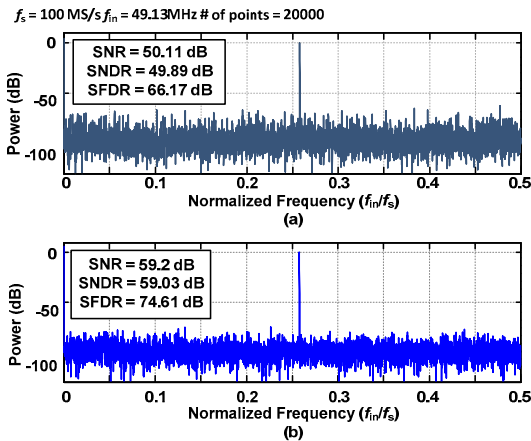 fs = 100 MS/s fin = 49.13MHz # of points = 20000
0
-50
-100
Power (dB)
SNR = 50.11 dB
SNDR = 49.89 dB
SFDR = 66.17 dB
0 0.1 0.2 0.3 0.4 0.5
Normalized Frequency (fin/fs)
(a)
0
-50
-100
Power (dB)
SNR = 59.2 dB
SNDR = 59.03 dB
SFDR = 74.61 dB
0 0.1 0.2 0.3 0.4 0.5
Normalized Frequency (fin/fs)
(b)